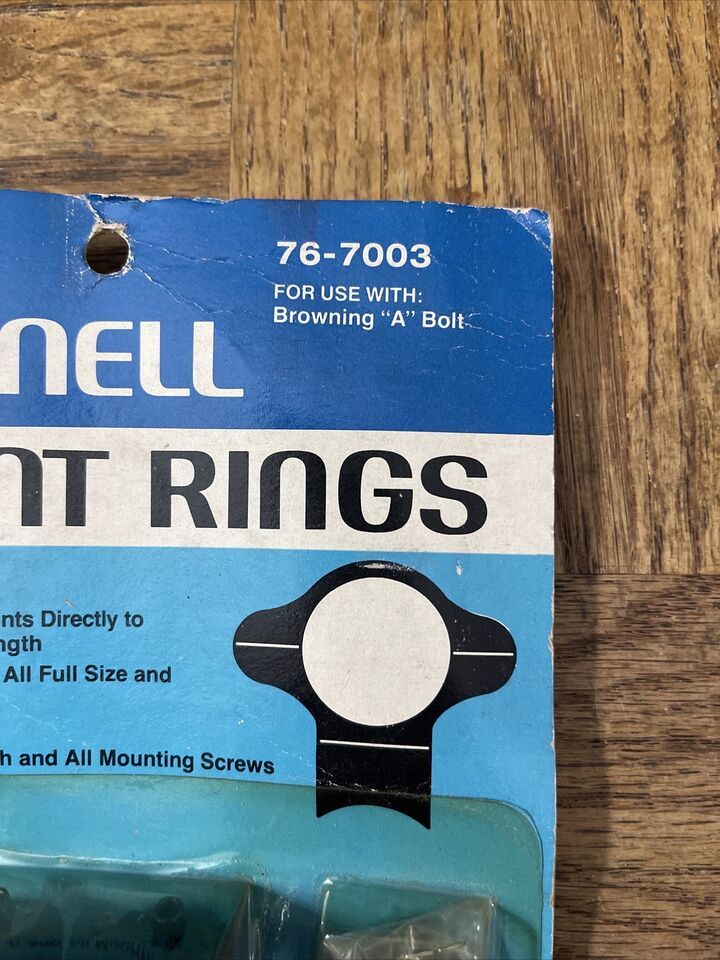 76-7003
FOR USE WITH:
Browning “A” Bolt
NELL
NT RINGS
nts Directly to
ngth
All Full Size and
h and All Mounting Screws